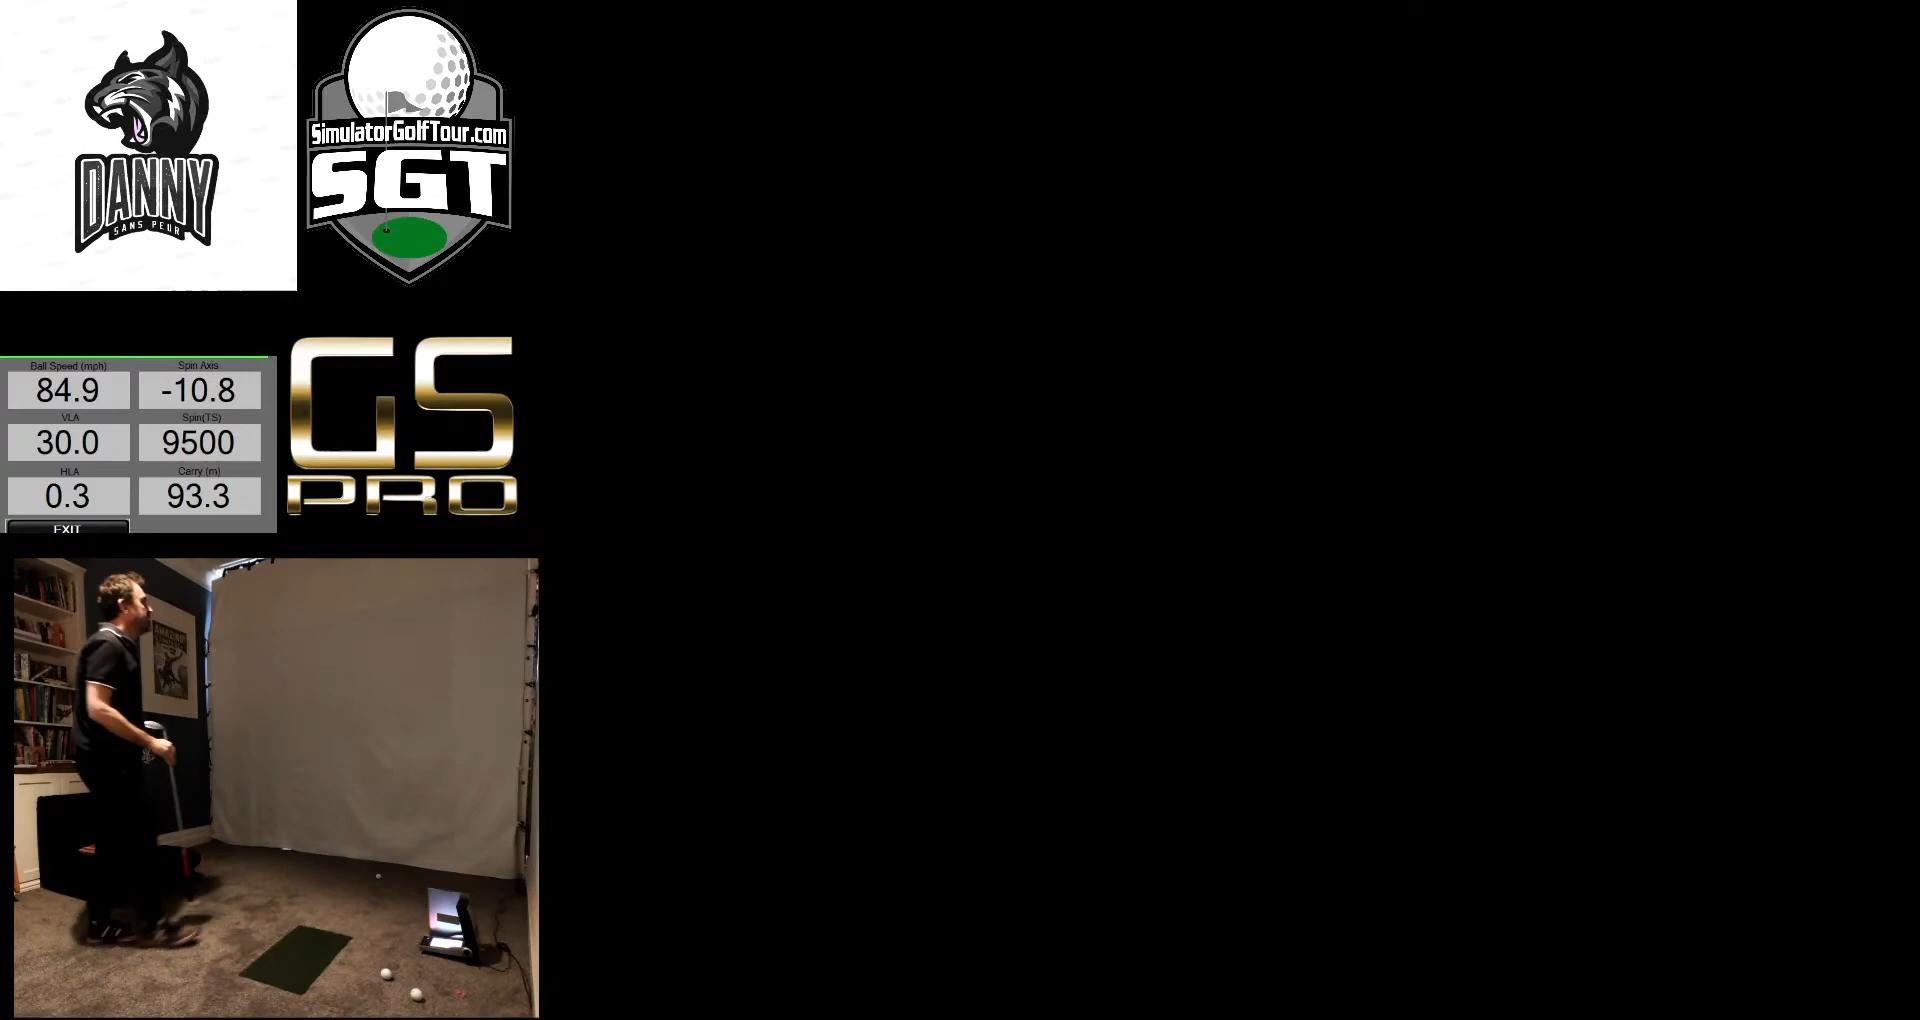 DANNY
SANS PEUR
SimulatorGolfTour.com
SGT
Ball Speed (mph)
Spin Axis
84.9
-10.8
VLA
Spin(TS)
30.0
9500
HLA
Carry (m)
0.3
93.3
EXIT
GS
PRO
AMAZING